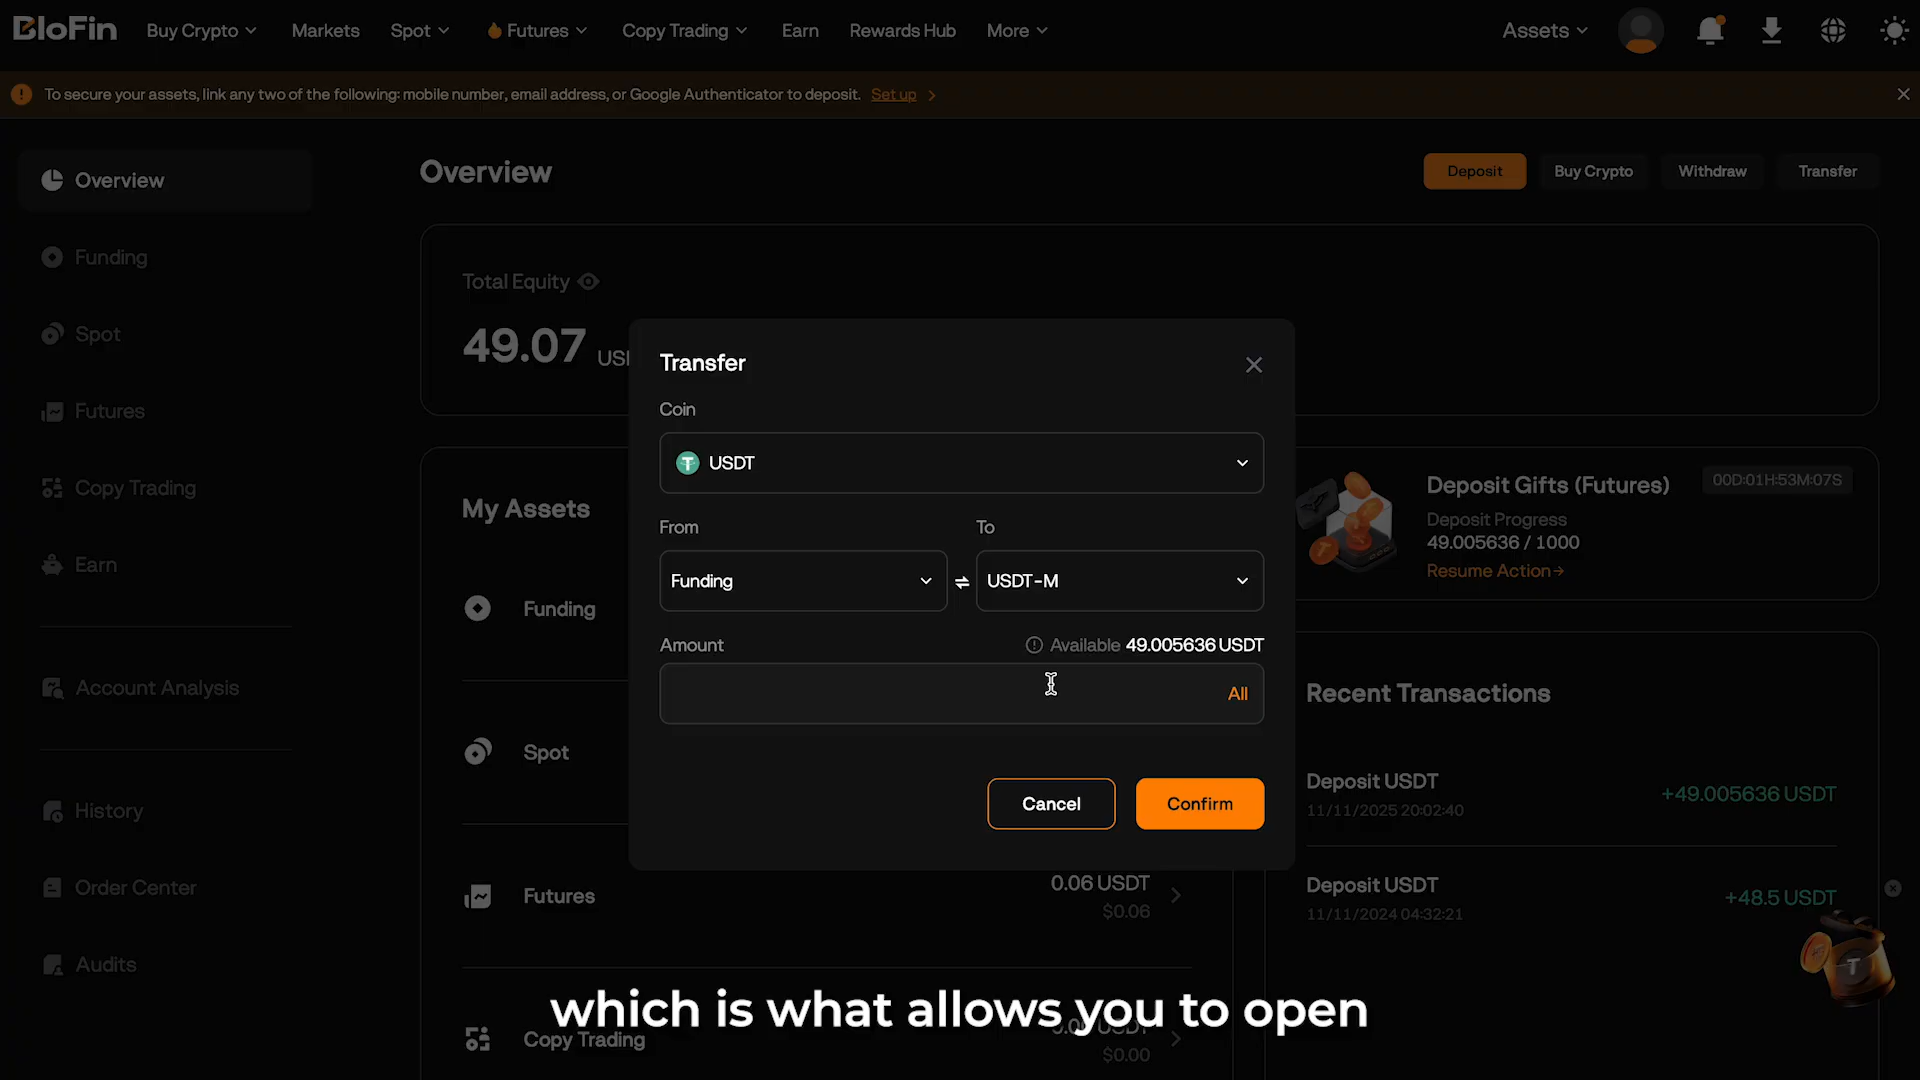 BloFin
Buy Crypto
Markets
Spot
Futures
Copy Trading
Earn
Rewards Hub
More
Assets
To secure your assets, link any two of the following: mobile number, email address, or Google Authenticator to deposit. Set up
Overview
Funding
Spot
Futures
Copy Trading
Earn
Account Analysis
History
Order Center
Audits
Overview
Deposit
Buy Crypto
Withdraw
Transfer
Total Equity
49.07
My Assets
Funding
Spot
Futures
0.06 USDT
$0.06
Copy Trading
$0.00
Transfer
Coin
USDT
From
To
Funding
USDT-M
Amount
Available 49.005636 USDT
All
Cancel
Confirm
Deposit Gifts (Futures)
00D:01H:53M:07S
Deposit Progress
49.005636 / 1000
Resume Action
Recent Transactions
Deposit USDT
+49.005636 USDT
11/11/2025 20:02:40
Deposit USDT
+48.5 USDT
11/11/2024 04:32:21
which is what allows you to open